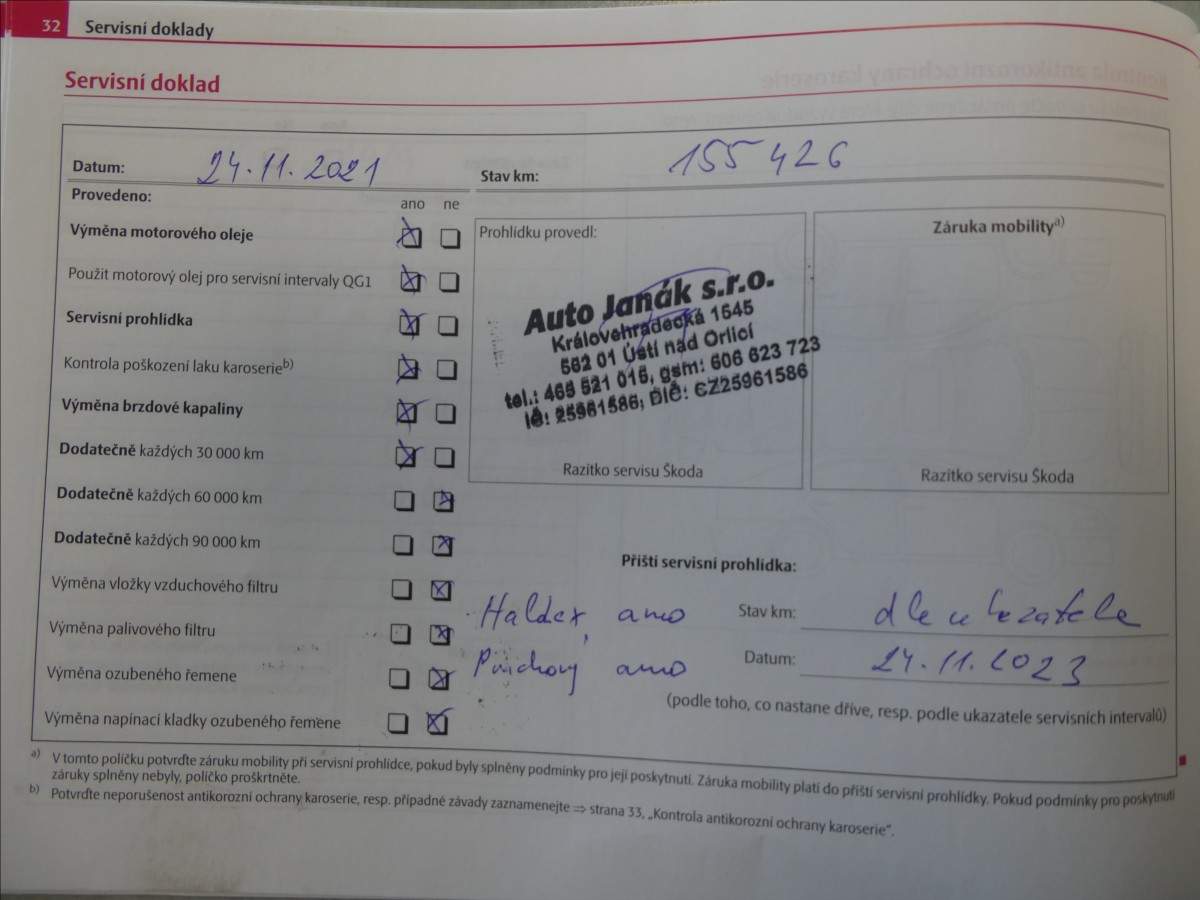 32 Servisní doklady
Servisní doklad
Datum: 24.11.2021
Stav km: 155 426
Provedeno:
ano ne
Výměna motorového oleje
Použit motorový olej pro servisní intervaly QG1
Servisní prohlídka
Kontrola poškození laku karoserie b)
Výměna brzdové kapaliny
Dodatečně každých 30 000 km
Dodatečně každých 60 000 km
Dodatečně každých 90 000 km
Výměna vložky vzduchového filtru
Výměna palivového filtru
Výměna ozubeného řemene
Výměna napínací kladky ozubeného řemene
Prohlídku provedl:
Auto Janák s.r.o.
Královehradecká 1545
562 01 Ústí nad Orlicí
tel.: 465 521 015, gsm: 606 623 723
IČ: 25961586, DIČ: CZ25961586
Razítko servisu Škoda
Záruka mobility a)
Razítko servisu Škoda
Příští servisní prohlídka:
Haldex, ano
Stav km: dle ukazatele
ano
Datum: 24.11.2023
(podle toho, co nastane dříve, resp. podle ukazatele servisních intervalů)
a) V tomto políčku potvrďte záruku mobility při servisní prohlídce, pokud byly splněny podmínky pro její poskytnutí. Záruka mobility platí do příští servisní prohlídky. Pokud podmínky pro poskytnutí
záruky splněny nebyly, políčko proškrtněte.
b) Potvrďte neporušenost antikorozní ochrany karoserie, resp. případné závady zaznamenejte ⇒ strana 33, „Kontrola antikorozní ochrany karoserie“.